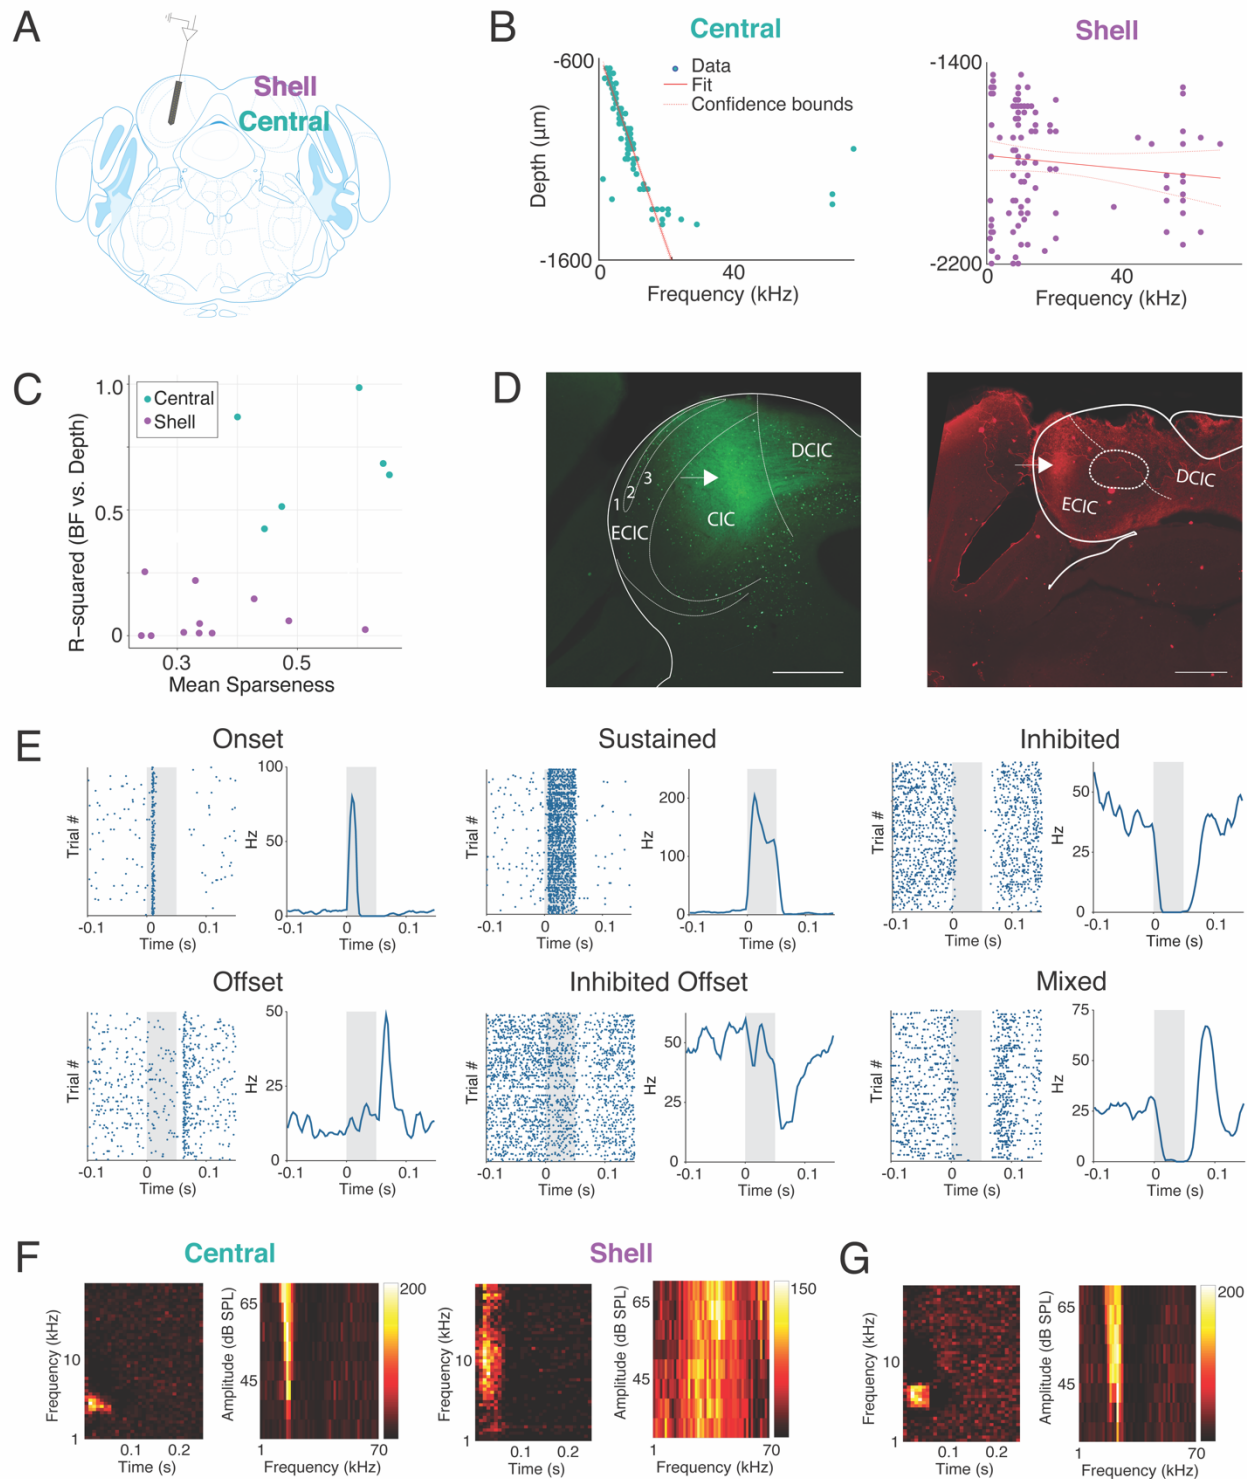 A
Shell
Central
B
Central
-600
Data
Fit
Confidence bounds
Depth (µm)
-1600
0
40
Frequency (kHz)
Shell
-1400
-2200
0
40
Frequency (kHz)
C
1.0
Central
Shell
R-squared (BF vs. Depth)
0.5
0
0.3
0.5
Mean Sparseness
D
1
2
3
ECIC
CIC
DCIC
ECIC
DCIC
E
Onset
Trial #
-0.1
0
0.1
Time (s)
100
Hz
50
0
-0.1
0
0.1
Time (s)
Sustained
Trial #
-0.1
0
0.1
Time (s)
200
Hz
100
0
-0.1
0
0.1
Time (s)
Inhibited
Trial #
-0.1
0
0.1
Time (s)
50
Hz
25
0
-0.1
0
0.1
Time (s)
Offset
Trial #
-0.1
0
0.1
Time (s)
50
Hz
25
0
-0.1
0
0.1
Time (s)
Inhibited Offset
Trial #
-0.1
0
0.1
Time (s)
50
Hz
25
0
-0.1
0
0.1
Time (s)
Mixed
Trial #
-0.1
0
0.1
Time (s)
75
50
Hz
25
0
-0.1
0
0.1
Time (s)
F
Central
Frequency (kHz)
10
1
0.1
0.2
Time (s)
Amplitude (dB SPL)
65
45
1
70
Frequency (kHz)
200
Shell
Frequency (kHz)
10
1
0.1
0.2
Time (s)
Amplitude (dB SPL)
65
45
1
70
Frequency (kHz)
150
G
Frequency (kHz)
10
1
0.1
0.2
Time (s)
Amplitude (dB SPL)
65
45
1
70
Frequency (kHz)
200